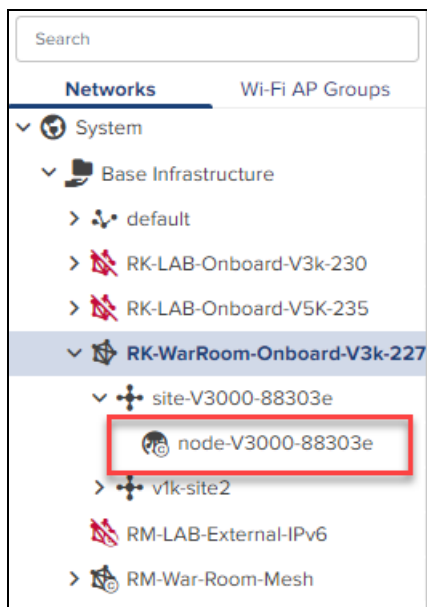 Search
Networks Wi-Fi AP Groups
System
Base Infrastructure
default
RK-LAB-Onboard-V3k-230
RK-LAB-Onboard-V5K-235
RK-WarRoom-Onboard-V3k-227
site-V3000-88303e
node-V3000-88303e
v1k-site2
RM-LAB-External-IPv6
RM-War-Room-Mesh